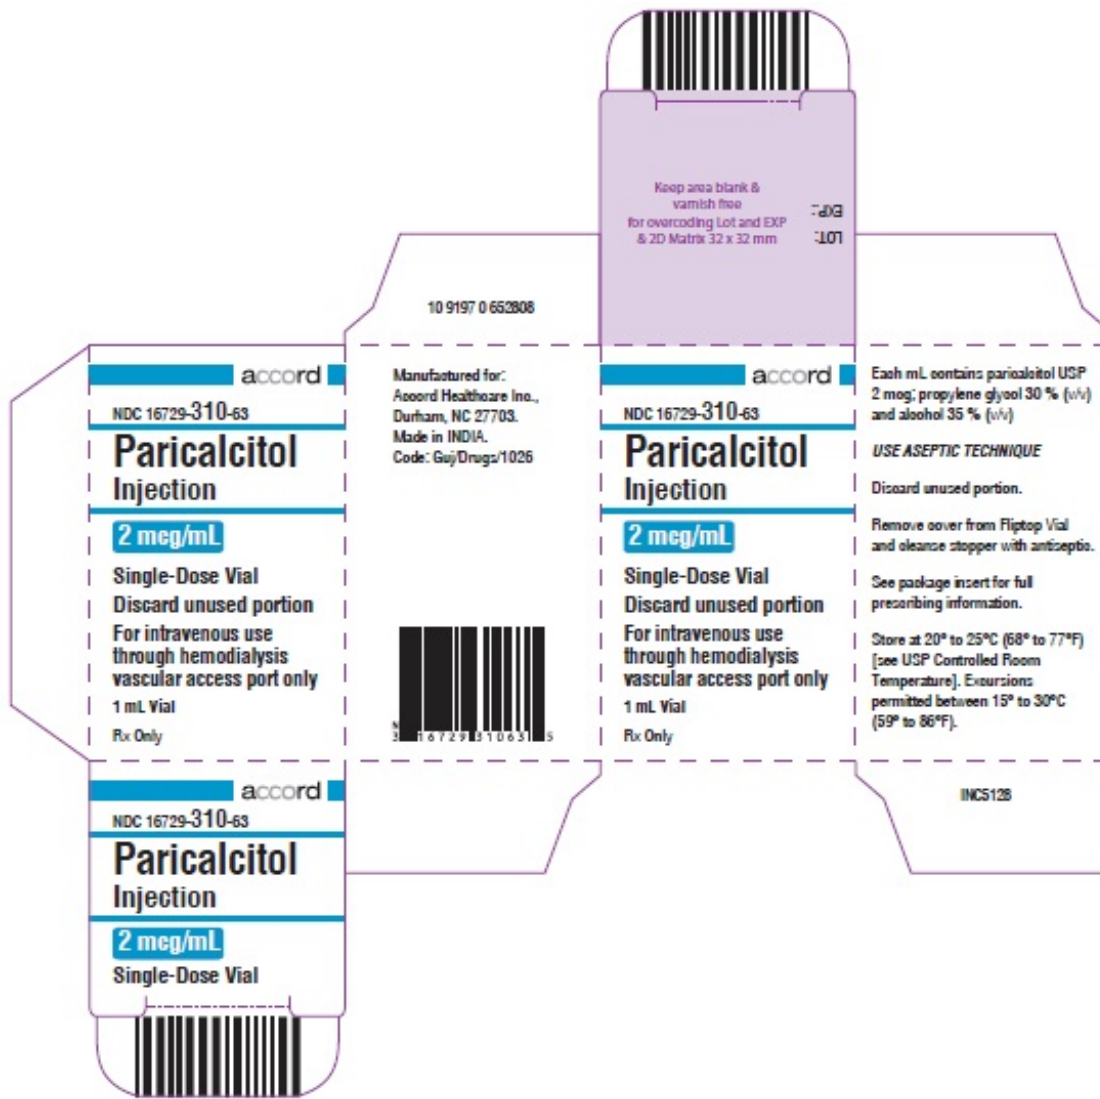 Keep area blank &
varnish free
for overcoding Lot and EXP
& 2D Matrix 32 x 32 mm
EXP.:
LOT:
10 9197 0 652808
accord
NDC 16729-310-63
Paricalcitol
Injection
2 mcg/mL
Single-Dose Vial
Discard unused portion
For intravenous use
through hemodialysis
vascular access port only
1 mL Vial
Rx Only
Manufactured for:
Accord Healthcare Inc.,
Durham, NC 27703.
Made in INDIA.
Code: Guj/Drugs/1026
N
3 16729 31063 5
accord
NDC 16729-310-63
Paricalcitol
Injection
2 mcg/mL
Single-Dose Vial
Discard unused portion
For intravenous use
through hemodialysis
vascular access port only
1 mL Vial
Rx Only
Each mL contains paricalcitol USP
2 mcg; propylene glycol 30 % (v/v)
and alcohol 35 % (v/v)
USE ASEPTIC TECHNIQUE
Discard unused portion.
Remove cover from Fliptop Vial
and cleanse stopper with antiseptic.
See package insert for full
prescribing information.
Store at 20° to 25°C (68° to 77°F)
[see USP Controlled Room
Temperature]. Excursions
permitted between 15° to 30°C
(59° to 86°F).
accord
NDC 16729-310-63
Paricalcitol
Injection
2 mcg/mL
Single-Dose Vial
INC5128